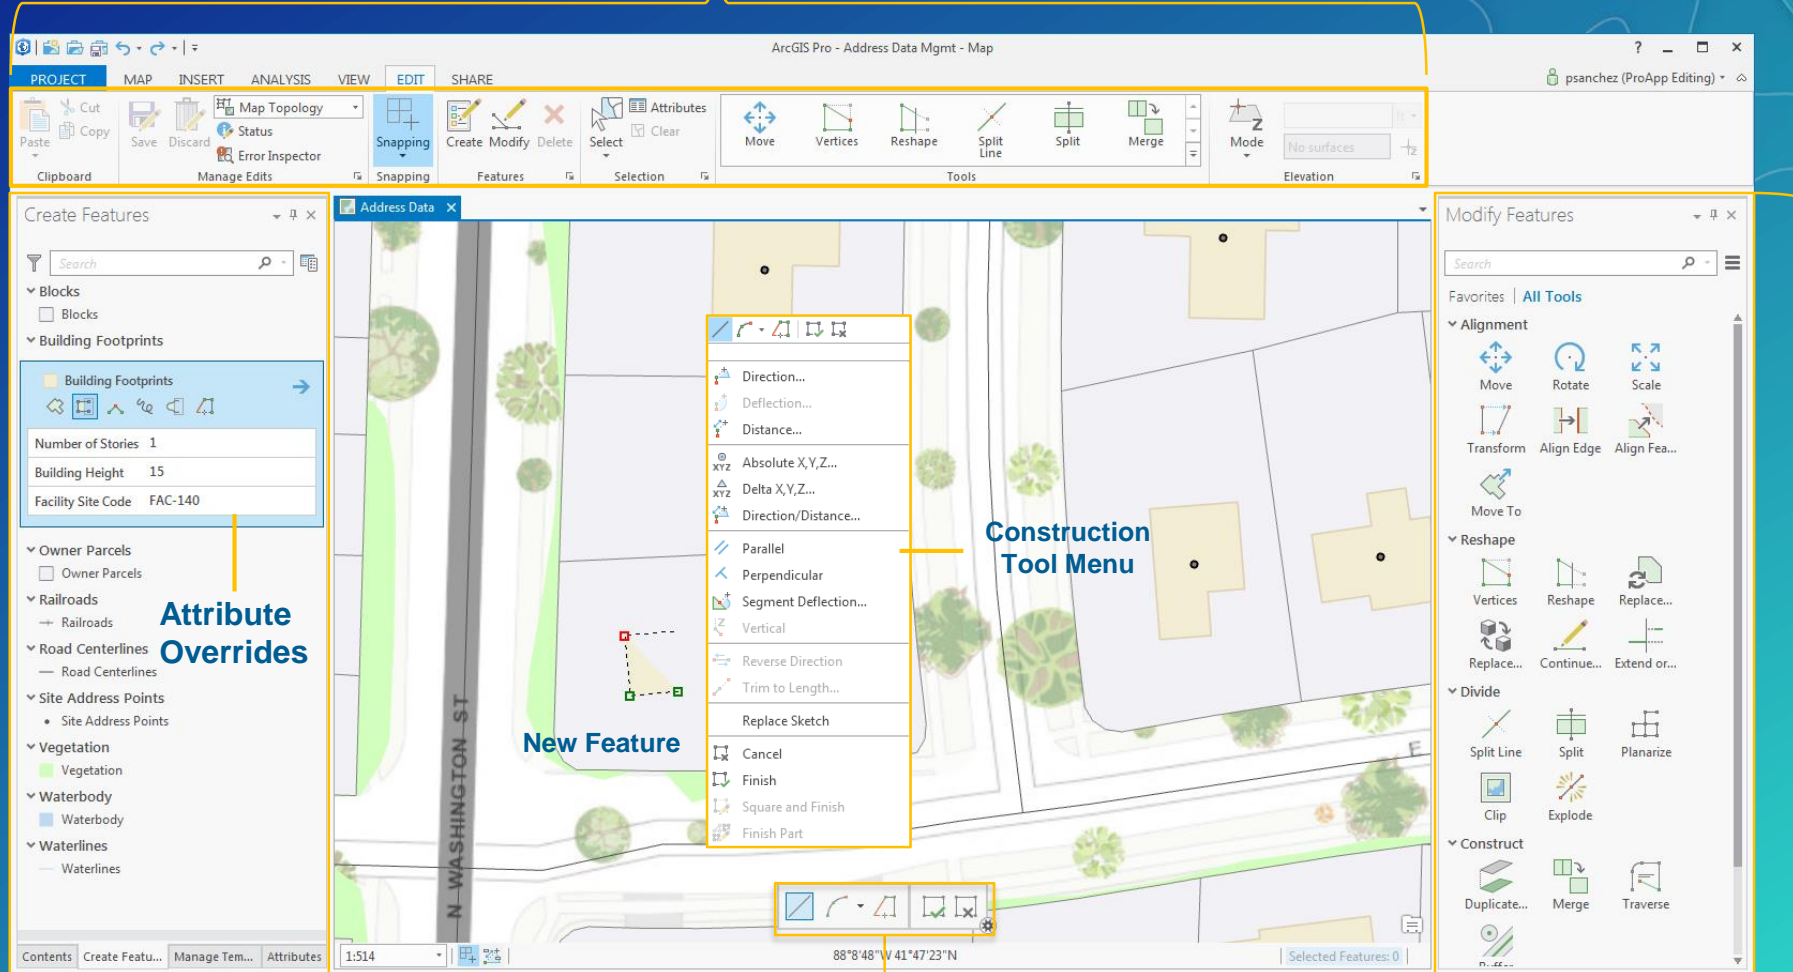 ArcGIS Pro - Address Data Mgmt - Map
?
PROJECT MAP INSERT ANALYSIS VIEW EDIT SHARE
psanchez (ProApp Editing)
Paste
Cut
Copy
Clipboard
Save
Discard
Map Topology
Status
Error Inspector
Manage Edits
Snapping
Snapping
Create Modify Delete
Features
Select
Attributes
Clear
Selection
Move Vertices Reshape Split Line Split Merge
Tools
Mode
ft
No surfaces
Elevation
Create Features
Search
Blocks
Blocks
Building Footprints
Building Footprints
Number of Stories 1
Building Height 15
Facility Site Code FAC-140
Owner Parcels
Owner Parcels
Railroads
Railroads
Road Centerlines
Road Centerlines
Site Address Points
Site Address Points
Vegetation
Vegetation
Waterbody
Waterbody
Waterlines
Waterlines
Attribute
Overrides
Contents Create Featu... Manage Tem... Attributes
Address Data
N WASHINGTON ST
E
New Feature
Direction...
Deflection...
Distance...
XYZ Absolute X,Y,Z...
XYZ Delta X,Y,Z...
Direction/Distance...
Parallel
Perpendicular
Segment Deflection...
Z Vertical
Reverse Direction
Trim to Length...
Replace Sketch
Cancel
Finish
Square and Finish
Finish Part
Construction
Tool Menu
1:514
88°8'48"W 41°47'23"N
Selected Features: 0
Modify Features
Search
Favorites | All Tools
Alignment
Move Rotate Scale
Transform Align Edge Align Fea...
Move To
Reshape
Vertices Reshape Replace...
Replace... Continue... Extend or...
Divide
Split Line Split Planarize
Clip Explode
Construct
Duplicate... Merge Traverse
Buffer